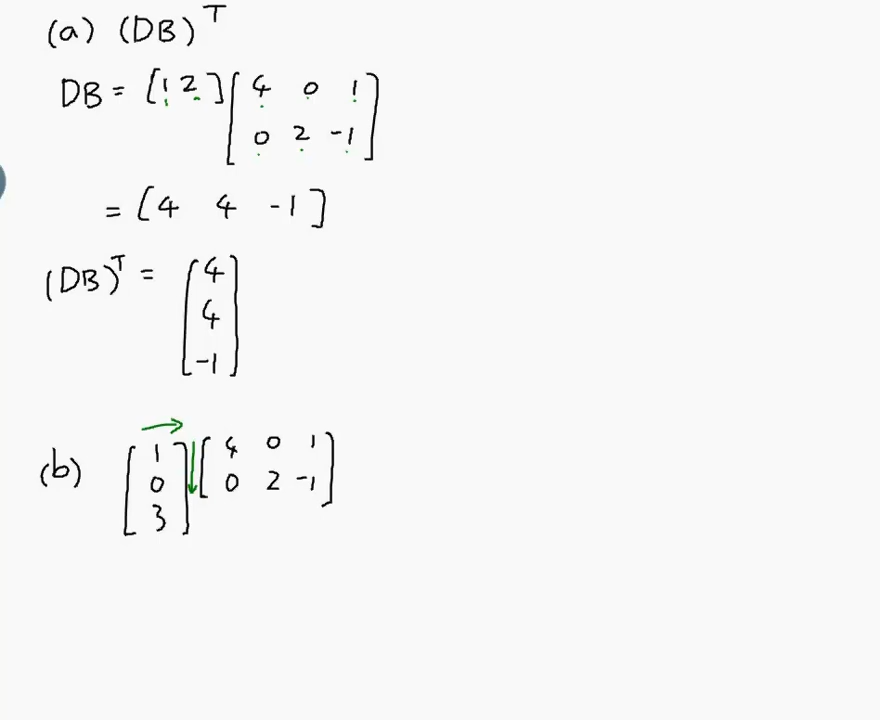 (a) (DB)^T
DB = [1 2] [4 0 1
0 2 -1]
= [4 4 -1]
(DB)^T = [4
4
-1]
(b) [1
0
3] [4 0 1
0 2 -1]